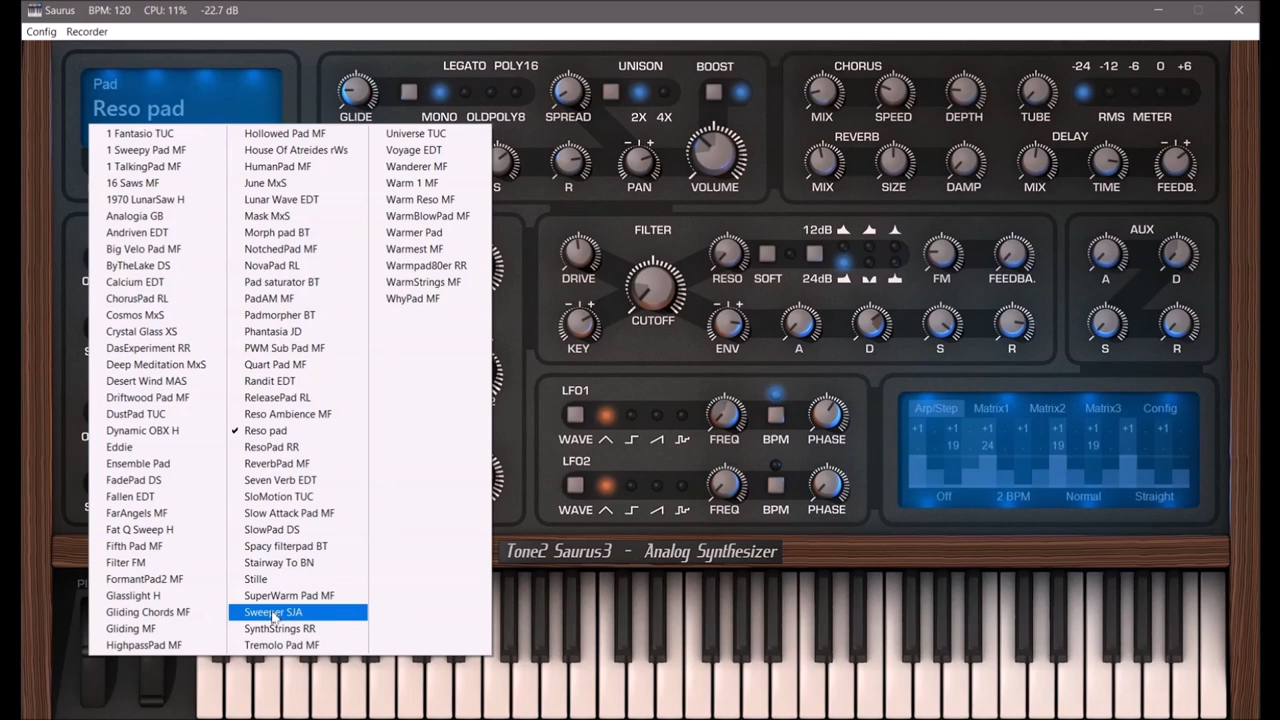 Saurus BPM: 120 CPU: 11% -22.7 dB
Config Recorder
Pad
Reso pad
1 Fantasio TUC
1 Sweepy Pad MF
1 TalkingPad MF
16 Saws MF
1970 LunarSaw H
Analogia GB
Andriven EDT
Big Velo Pad MF
ByTheLake DS
Calcium EDT
ChorusPad RL
Cosmos MxS
Crystal Glass XS
DasExperiment RR
Deep Meditation MxS
Desert Wind MAS
Driftwood Pad MF
DustPad TUC
Dynamic OBX H
Eddie
Ensemble Pad
FadePad DS
Fallen EDT
FarAngels MF
Fat Q Sweep H
Fifth Pad MF
Filter FM
FormantPad2 MF
Glasslight H
Gliding Chords MF
Gliding MF
HighpassPad MF
Hollowed Pad MF
House Of Atreides rWs
HumanPad MF
June MxS
Lunar Wave EDT
Mask MxS
Morph pad BT
NotchedPad MF
NovaPad RL
Pad saturator BT
PadAM MF
Padmorpher BT
Phantasia JD
PWM Sub Pad MF
Quart Pad MF
Randit EDT
ReleasePad RL
Reso Ambience MF
Reso pad
ResoPad RR
ReverbPad MF
Seven Verb EDT
SloMotion TUC
Slow Attack Pad MF
SlowPad DS
Spacy filterpad BT
Stairway To BN
Stille
SuperWarm Pad MF
Sweeper SJA
SynthStrings RR
Tremolo Pad MF
Universe TUC
Voyage EDT
Wanderer MF
Warm 1 MF
Warm Reso MF
WarmBlowPad MF
Warmer Pad
Warmest MF
Warmpad80er RR
WarmStrings MF
WhyPad MF
LEGATO POLY16 UNISON BOOST
GLIDE MONO OLDPOLY8 SPREAD 2X 4X
S R PAN VOLUME
CHORUS -24 -12 -6 0 +6
MIX SPEED DEPTH TUBE RMS METER
REVERB DELAY
MIX SIZE DAMP MIX TIME FEEDB.
FILTER 12dB AUX
DRIVE RESO SOFT 24dB FM FEEDBA. A D
CUTOFF
KEY ENV A D S R S R
LFO1
WAVE FREQ BPM PHASE
LFO2
WAVE FREQ BPM PHASE
Arp/Step Matrix1 Matrix2 Matrix3 Config
+1 +1 +1 +1 +1 +1 +1 +1
19 24 19 19
Off 2 BPM Normal Straight
Tone2 Saurus3 - Analog Synthesizer